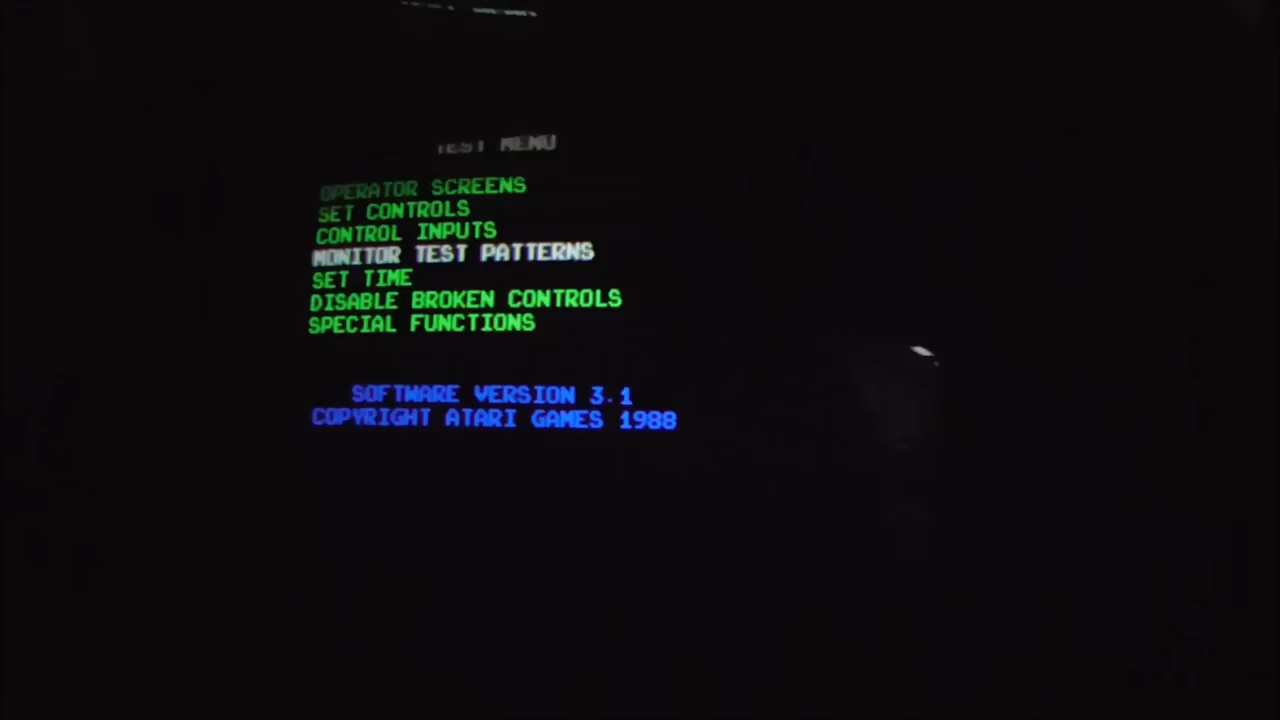 TEST MENU
OPERATOR SCREENS
SET CONTROLS
CONTROL INPUTS
MONITOR TEST PATTERNS
SET TIME
DISABLE BROKEN CONTROLS
SPECIAL FUNCTIONS
SOFTWARE VERSION 3.1
COPYRIGHT ATARI GAMES 1988